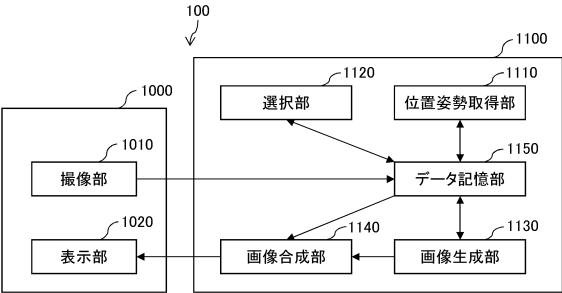 100
1100
1000
1120
選択部
1110
位置姿勢取得部
1010
撮像部
1150
データ記憶部
1020
表示部
1140
画像合成部
1130
画像生成部